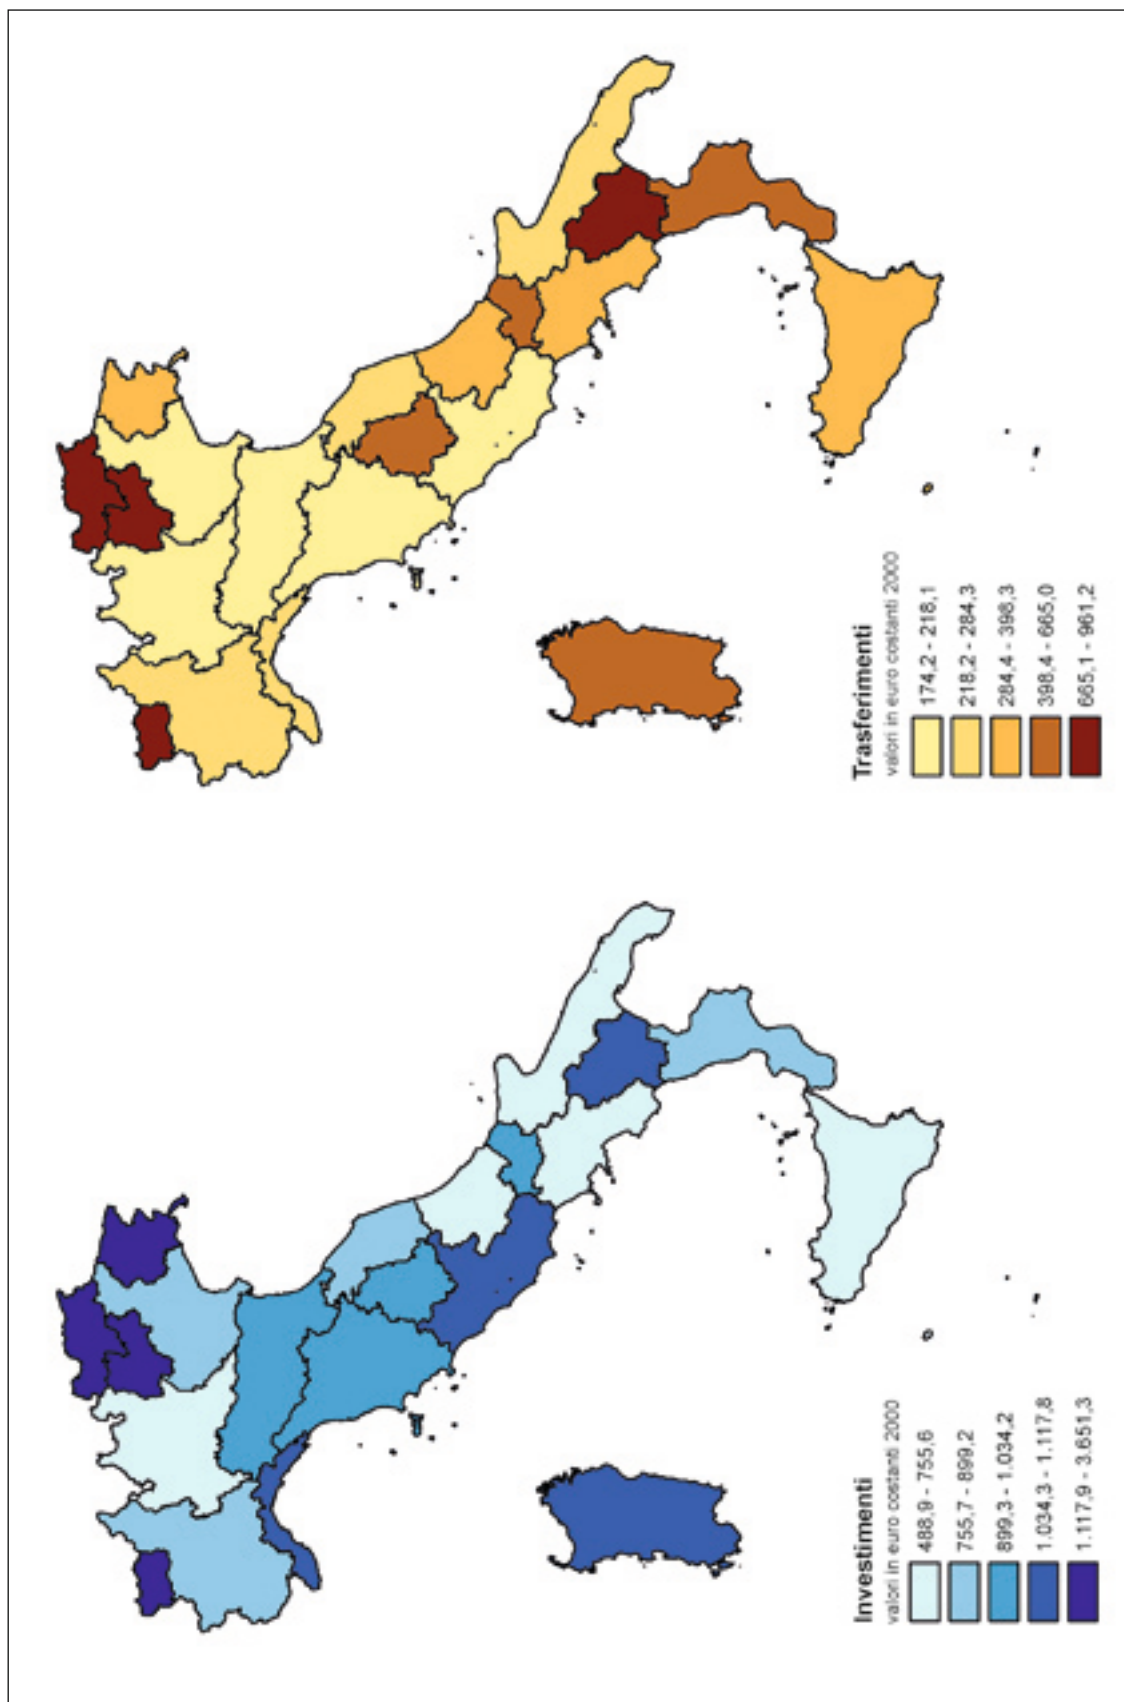 Investimenti
valori in euro costanti 2000
488,9 - 755,6
755,7 - 899,2
899,3 - 1.034,2
1.034,3 - 1.117,8
1.117,9 - 3.651,3
Trasferimenti
valori in euro costanti 2000
174,2 - 218,1
218,2 - 284,3
284,4 - 398,3
398,4 - 665,0
665,1 - 961,2